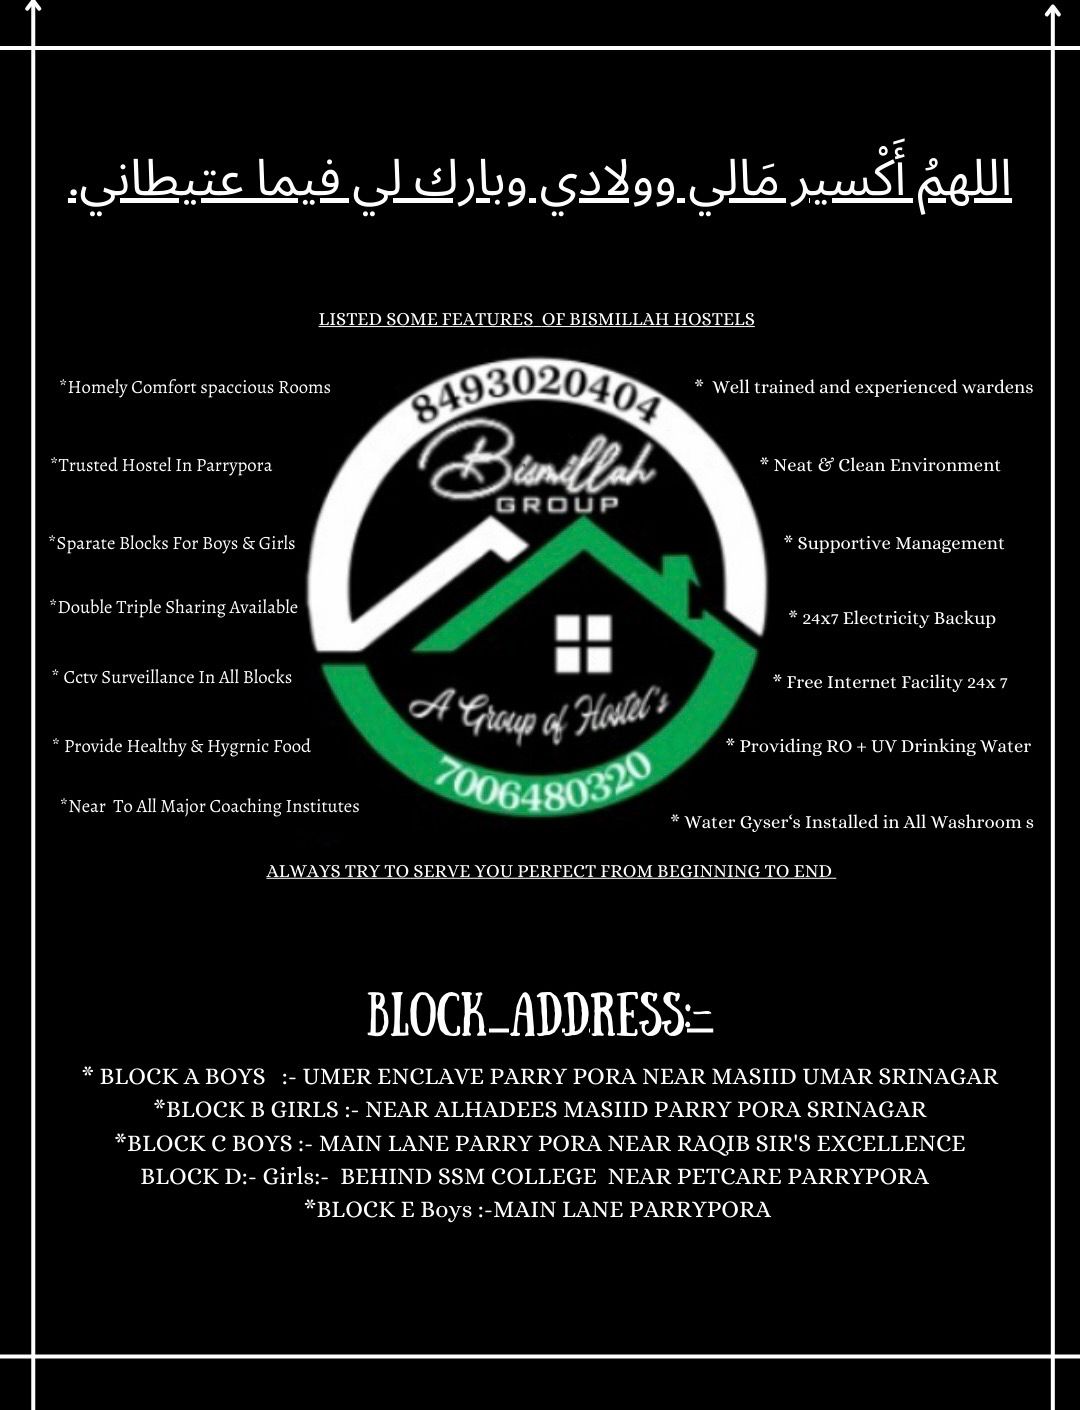 اللهمُ أَكْسير مَالي وولادي وبارك لي فيما عتيطاني.
LISTED SOME FEATURES OF BISMILLAH HOSTELS
*Homely Comfort spaccious Rooms
*Trusted Hostel In Parrypora
*Sparate Blocks For Boys & Girls
*Double Triple Sharing Available
* Cctv Surveillance In All Blocks
* Provide Healthy & Hygrnic Food
*Near To All Major Coaching Institutes
8493020404
Bismillah
GROUP
A Group of Hostel's
7006480320
* Well trained and experienced wardens
* Neat & Clean Environment
* Supportive Management
* 24x7 Electricity Backup
* Free Internet Facility 24x 7
* Providing RO + UV Drinking Water
* Water Gyser‘s Installed in All Washroom s
ALWAYS TRY TO SERVE YOU PERFECT FROM BEGINNING TO END
BLOCK_ADDRESS:-
* BLOCK A BOYS :- UMER ENCLAVE PARRY PORA NEAR MASIID UMAR SRINAGAR
*BLOCK B GIRLS :- NEAR ALHADEES MASIID PARRY PORA SRINAGAR
*BLOCK C BOYS :- MAIN LANE PARRY PORA NEAR RAQIB SIR'S EXCELLENCE
BLOCK D:- Girls:- BEHIND SSM COLLEGE NEAR PETCARE PARRYPORA
*BLOCK E Boys :-MAIN LANE PARRYPORA